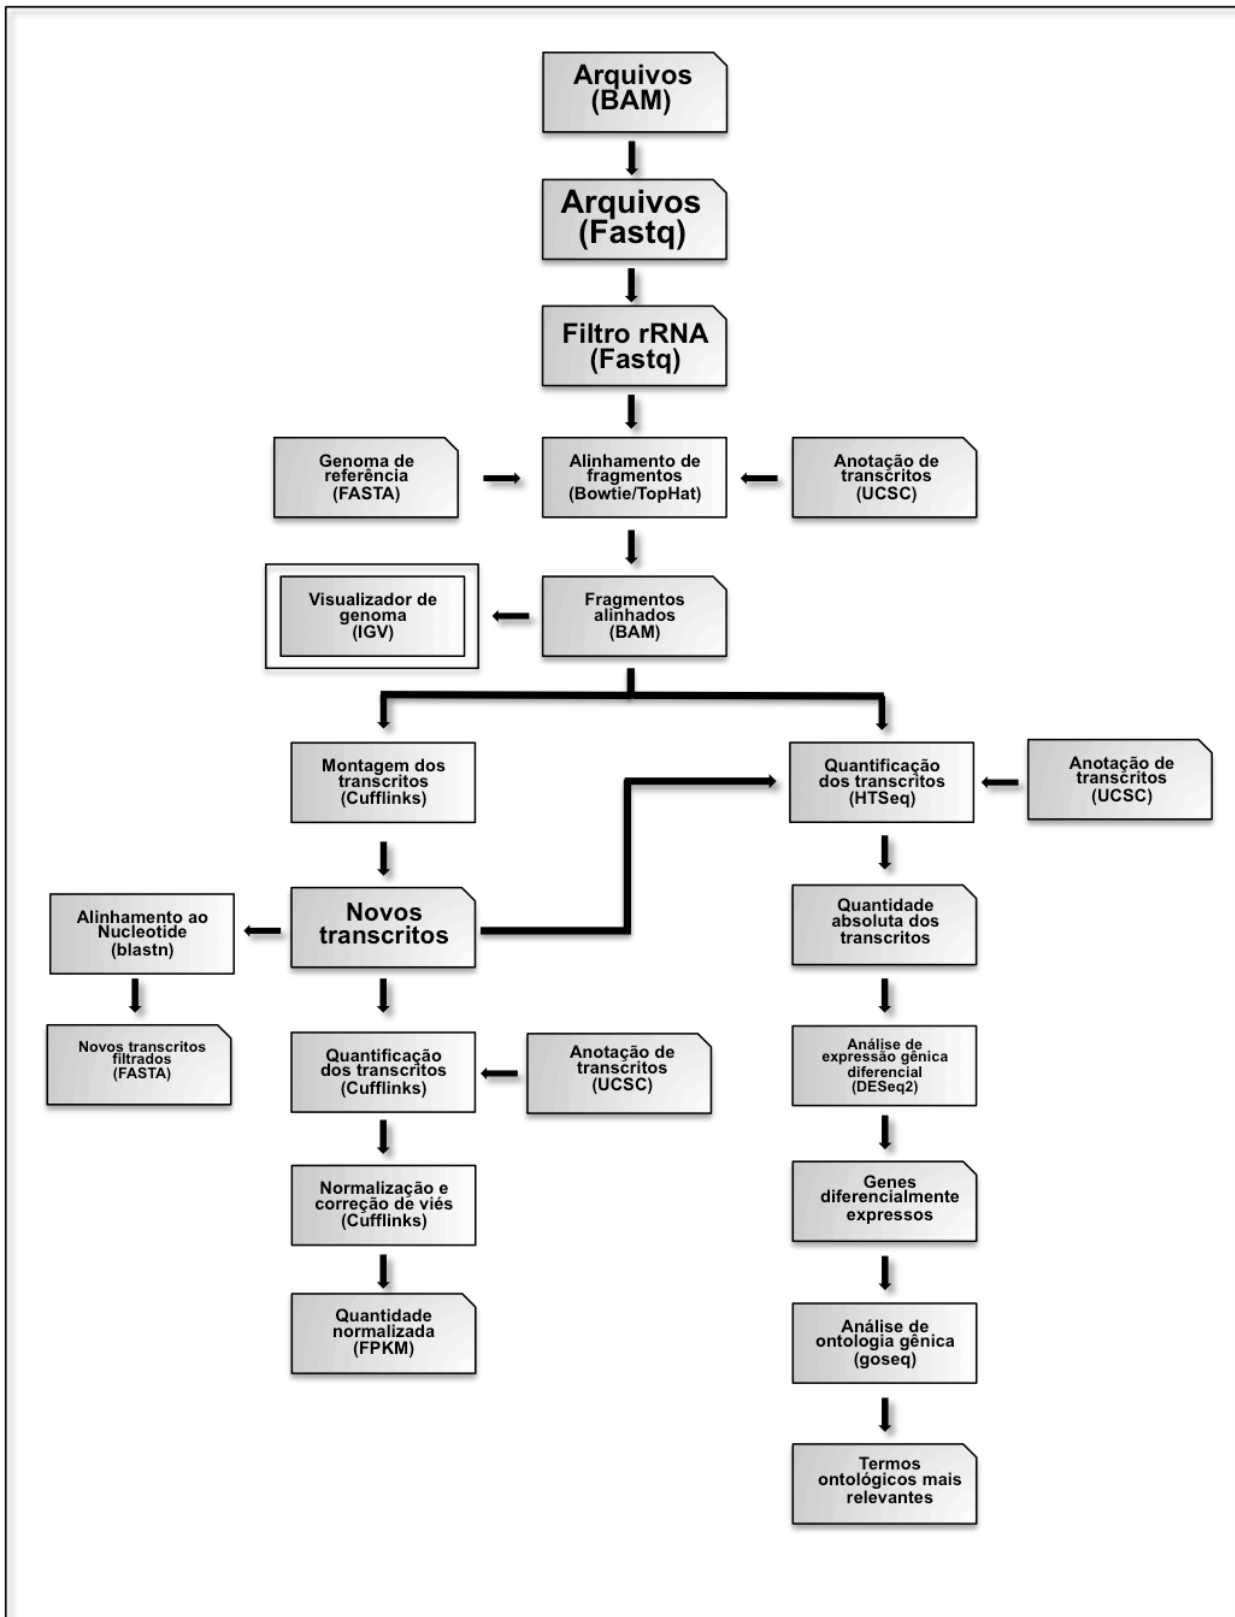 Arquivos
(BAM)
Arquivos
(Fastq)
Filtro rRNA
(Fastq)
Genoma de
referência
(FASTA)
Alinhamento de
fragmentos
(Bowtie/TopHat)
Anotação de
transcritos
(UCSC)
Visualizador de
genoma
(IGV)
Fragmentos
alinhados
(BAM)
Montagem dos
transcritos
(Cufflinks)
Quantificação
dos transcritos
(HTSeq)
Anotação de
transcritos
(UCSC)
Alinhamento ao
Nucleotide
(blastn)
Novos
transcritos
Quantidade
absoluta dos
transcritos
Novos transcritos
filtrados
(FASTA)
Quantificação
dos transcritos
(Cufflinks)
Anotação de
transcritos
(UCSC)
Análise de
expressão gênica
diferencial
(DESeq2)
Normalização e
correção de viés
(Cufflinks)
Genes
diferencialmente
expressos
Quantidade
normalizada
(FPKM)
Análise de
ontologia gênica
(goseq)
Termos
ontológicos mais
relevantes